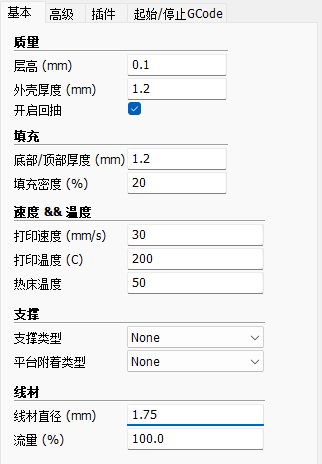 基本 高级 插件 起始/停止GCode
质量
层高 (mm) 0.1
外壳厚度 (mm) 1.2
开启回抽
填充
底部/顶部厚度 (mm) 1.2
填充密度 (%) 20
速度 && 温度
打印速度 (mm/s) 30
打印温度 (C) 200
热床温度 50
支撑
支撑类型 None
平台附着类型 None
线材
线材直径 (mm) 1.75
流量 (%) 100.0